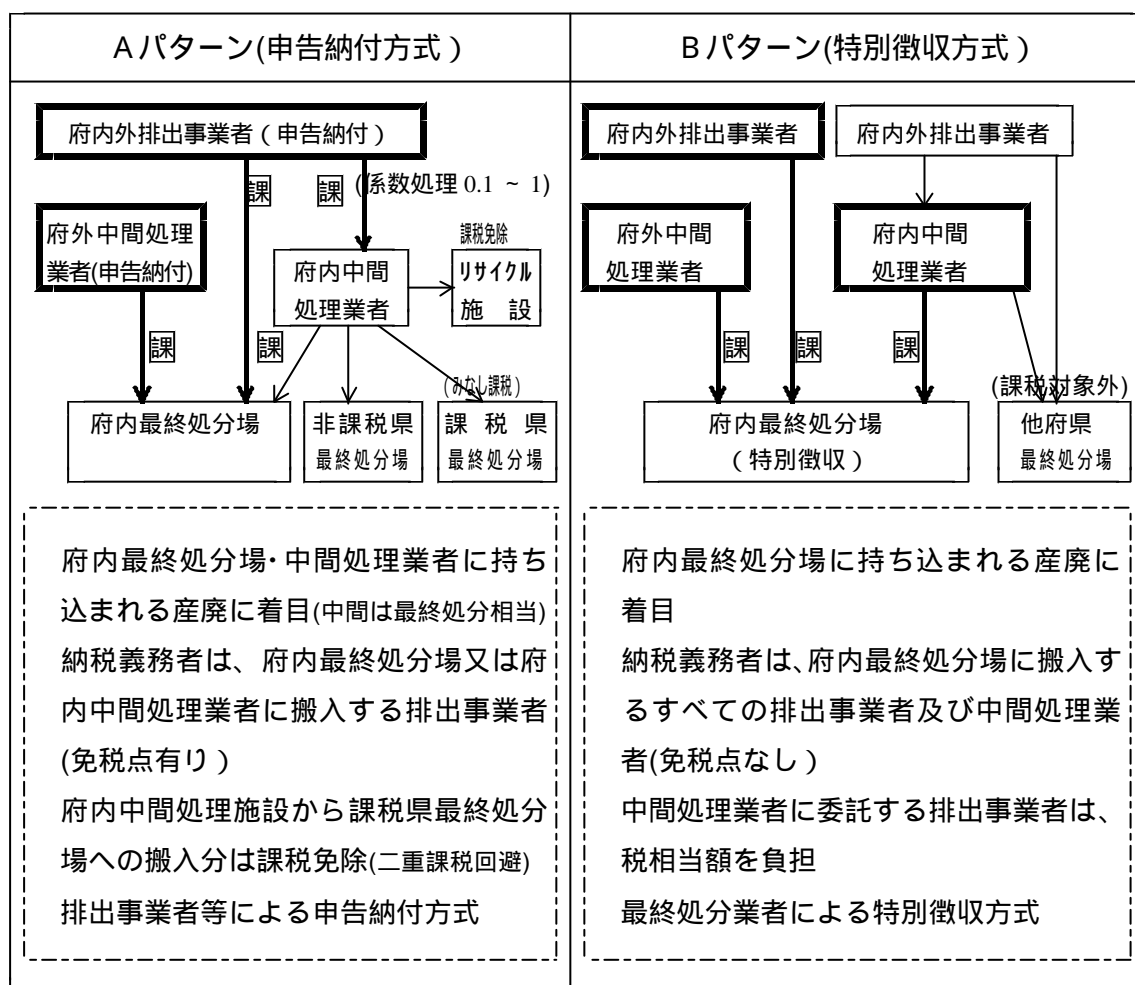 Aパターン(申告納付方式)
府内外排出事業者(申告納付)
課
課
(係数処理 0.1 ~ 1)
府外中間処理
業者(申告納付)
府内中間
処理業者
課税免除
リサイクル
施 設
課
課
(みなし課税)
府内最終処分場
非課税県
最終処分場
課 税 県
最終処分場
府内最終処分場・中間処理業者に持ち
込まれる産廃に着目(中間は最終処分相当)
納税義務者は、府内最終処分場又は府
内中間処理業者に搬入する排出事業者
(免税点有り)
府内中間処理施設から課税県最終処分
場への搬入分は課税免除(二重課税回避)
排出事業者等による申告納付方式
Bパターン(特別徴収方式)
府内外排出事業者
府内外排出事業者
府外中間
処理業者
府内中間
処理業者
課
課
課
(課税対象外)
府内最終処分場
(特別徴収)
他府県
最終処分場
府内最終処分場に持ち込まれる産廃に
着目
納税義務者は、府内最終処分場に搬入す
るすべての排出事業者及び中間処理業
者(免税点なし)
中間処理業者に委託する排出事業者は、
税相当額を負担
最終処分業者による特別徴収方式